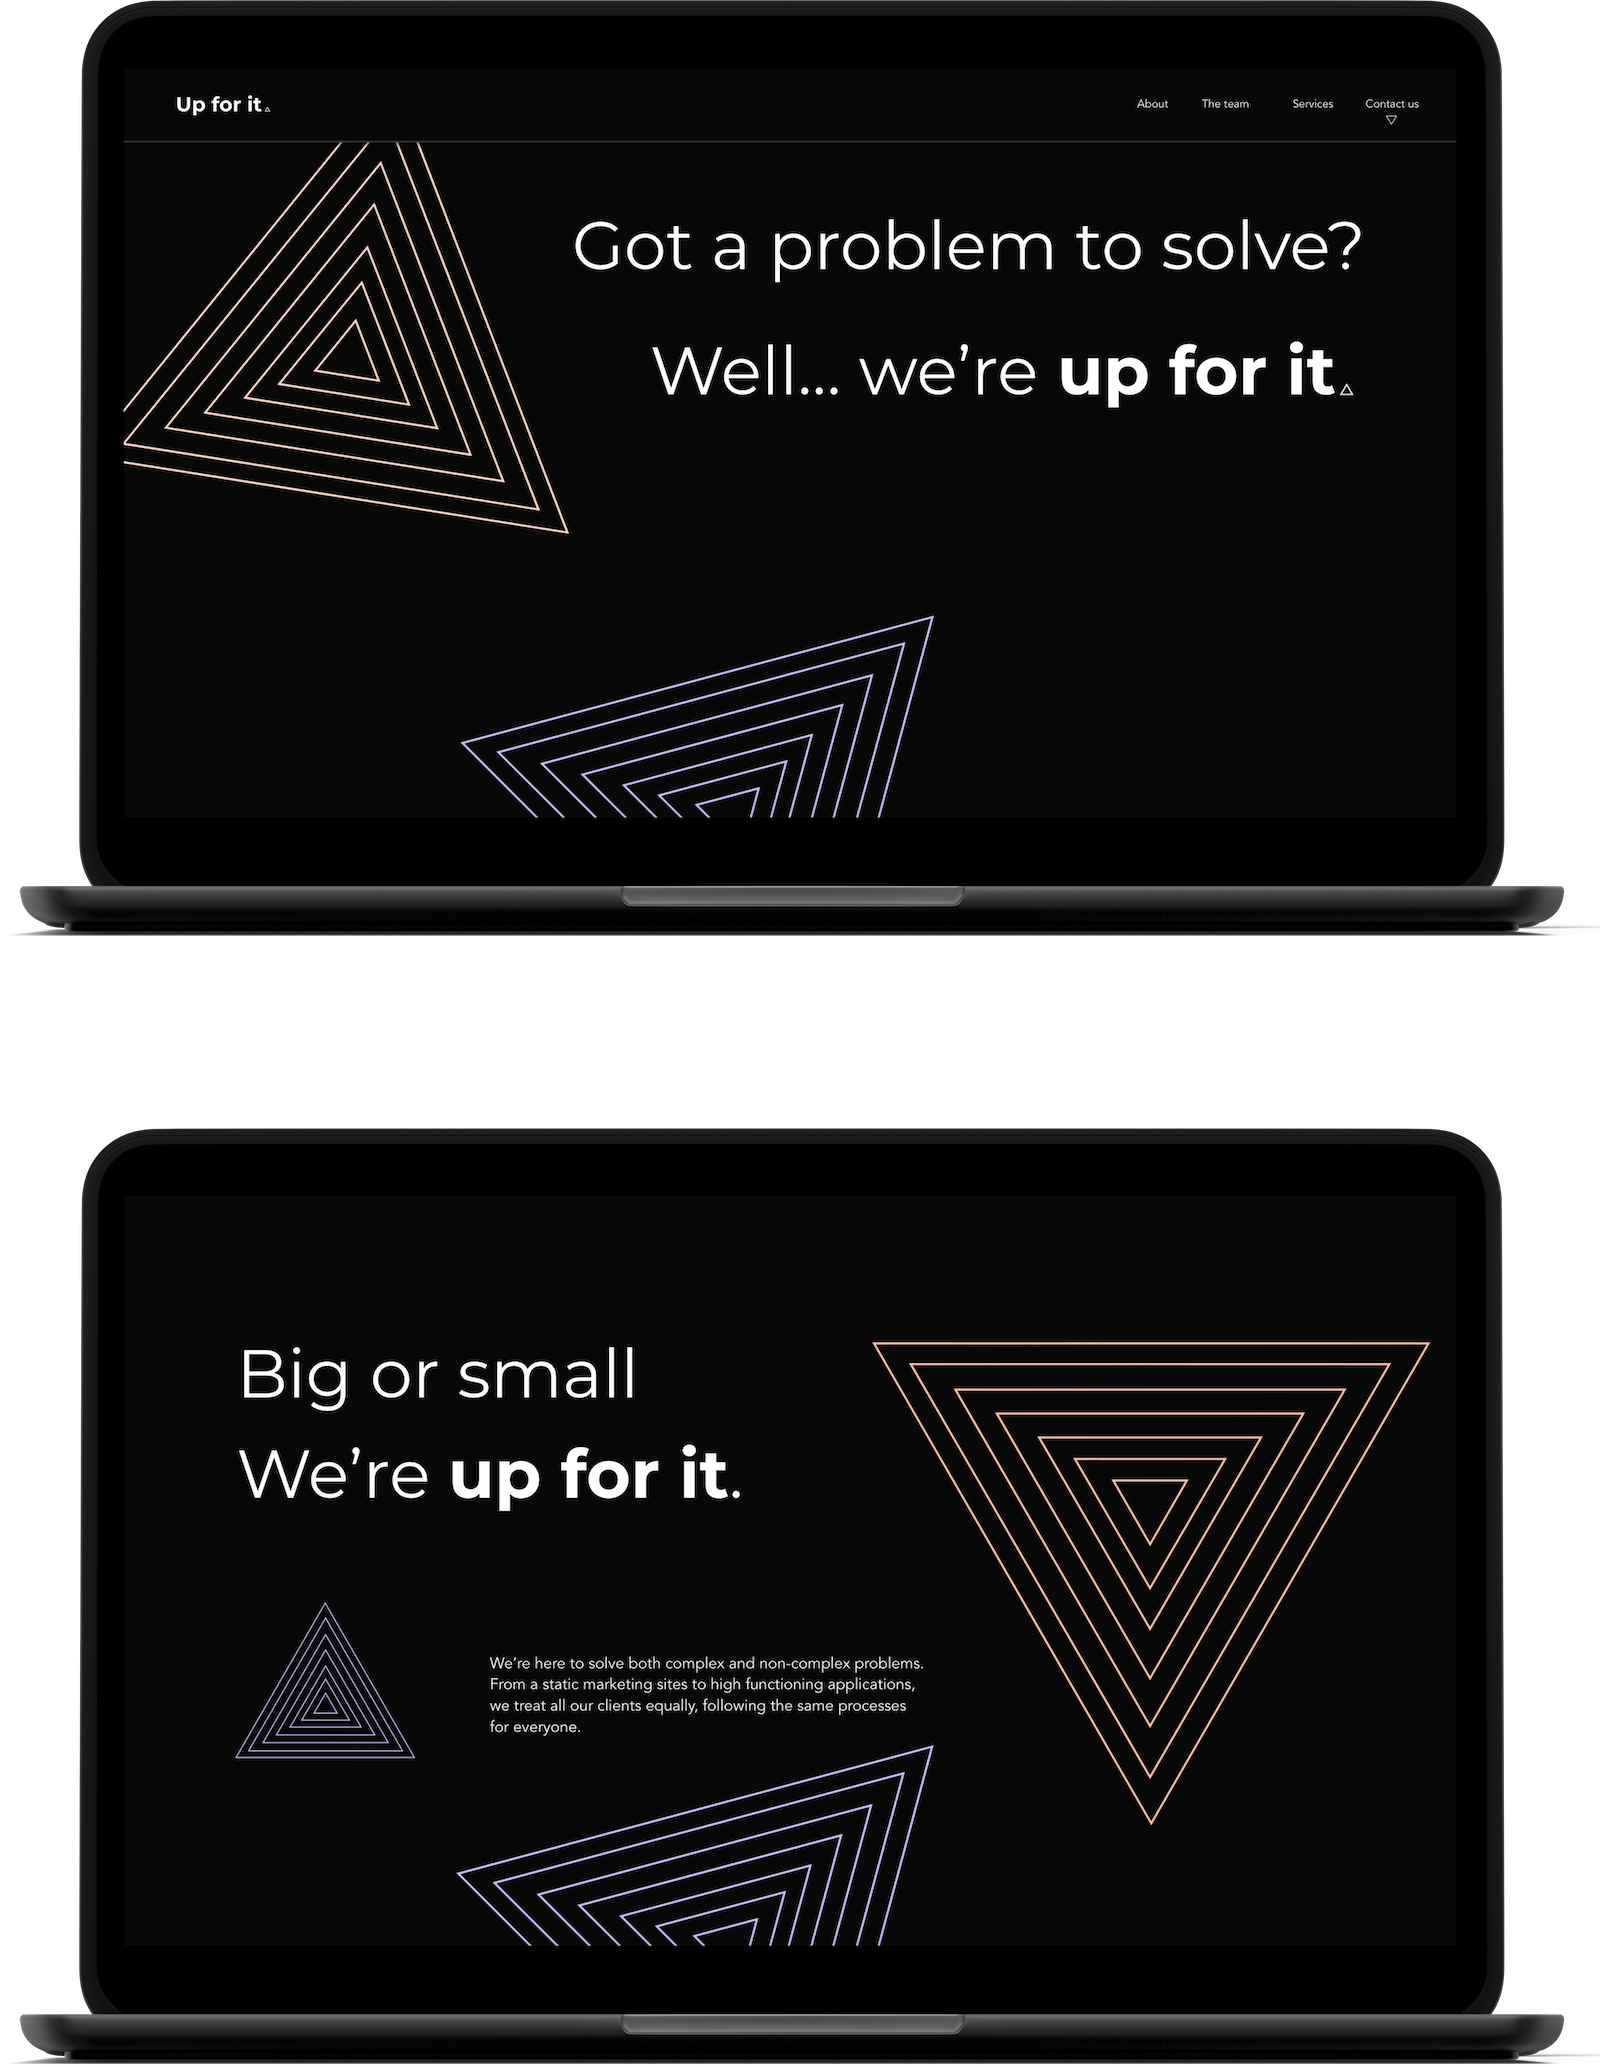 Up for it
About The team Services Contact us
Got a problem to solve?
Well... we’re up for it
Big or small
We’re up for it.
We’re here to solve both complex and non-complex problems.
From a static marketing sites to high functioning applications,
we treat all our clients equally, following the same processes
for everyone.